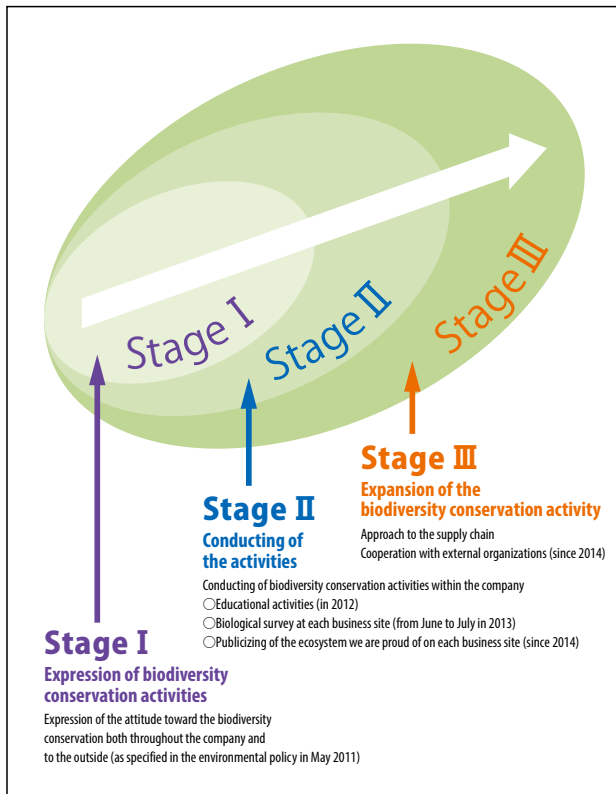 Stage Ⅰ
Stage Ⅱ
Stage Ⅲ
Stage Ⅲ
Expansion of the
biodiversity conservation activity
Approach to the supply chain
Cooperation with external organizations (since 2014)
Stage Ⅱ
Conducting of
the activities
Conducting of biodiversity conservation activities within the company
○Educational activities (in 2012)
○Biological survey at each business site (from June to July in 2013)
○Publicizing of the ecosystem we are proud of on each business site (since 2014)
Stage Ⅰ
Expression of biodiversity
conservation activities
Expression of the attitude toward the biodiversity
conservation both throughout the company and
to the outside (as specified in the environmental policy in May 2011)